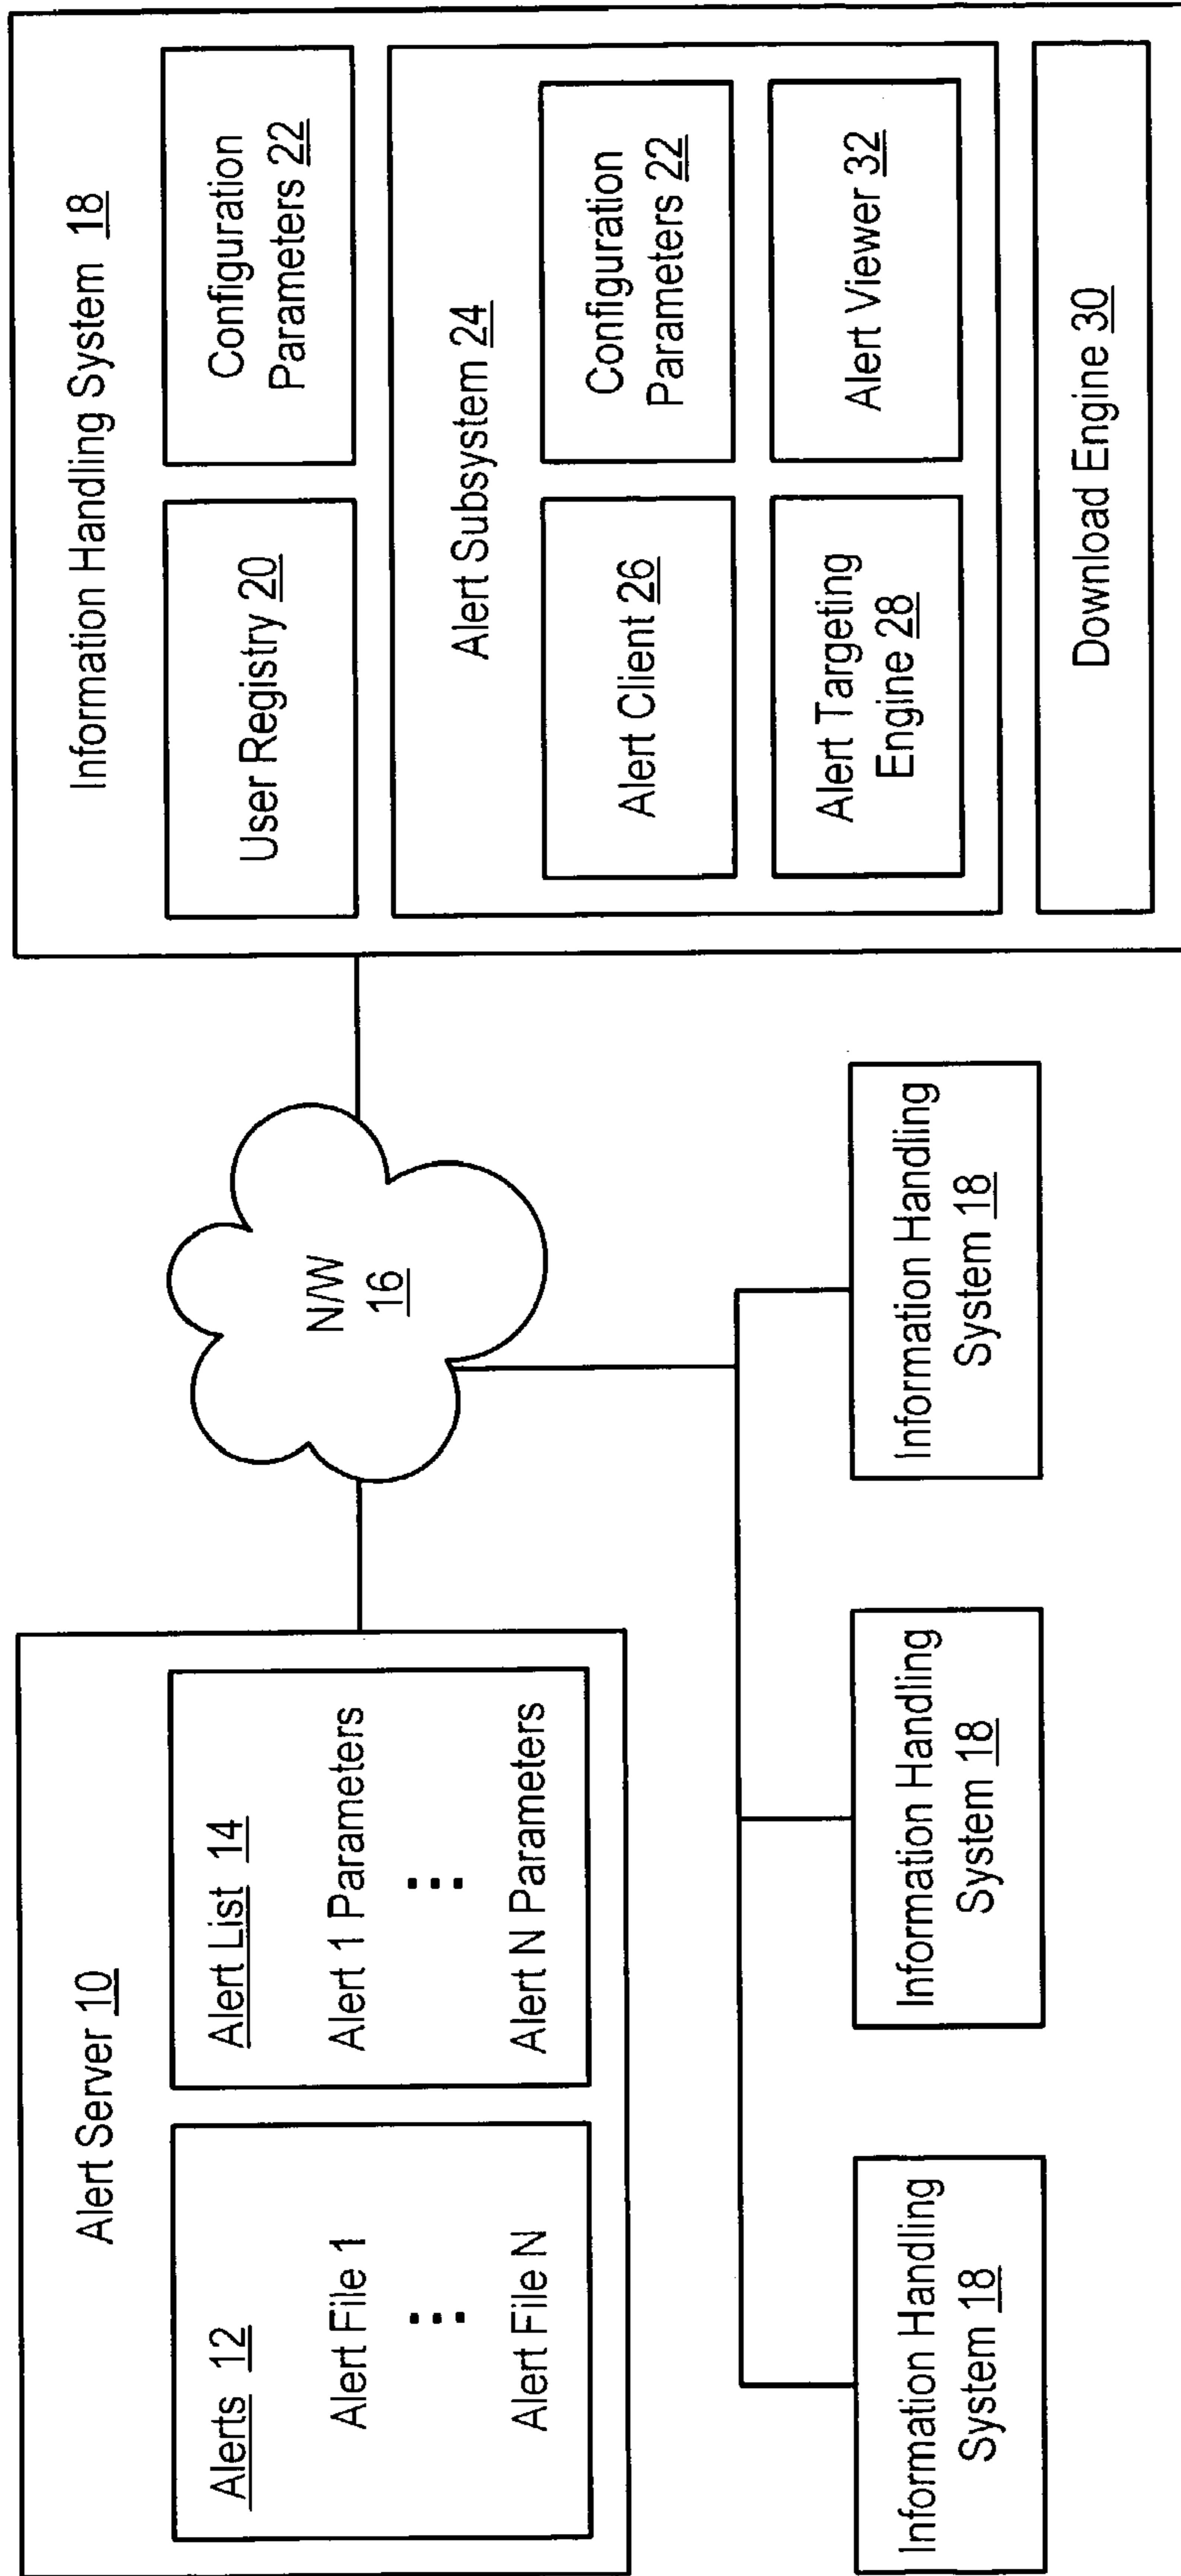 Alert Server 10
Alerts 12
Alert File 1
⋮
Alert File N
Alert List 14
Alert 1 Parameters
⋮
Alert N Parameters
N/W
16
Information Handling System 18
User Registry 20
Configuration
Parameters 22
Alert Subsystem 24
Alert Client 26
Configuration
Parameters 22
Alert Targeting
Engine 28
Alert Viewer 32
Download Engine 30
Information Handling
System 18
Information Handling
System 18
Information Handling
System 18